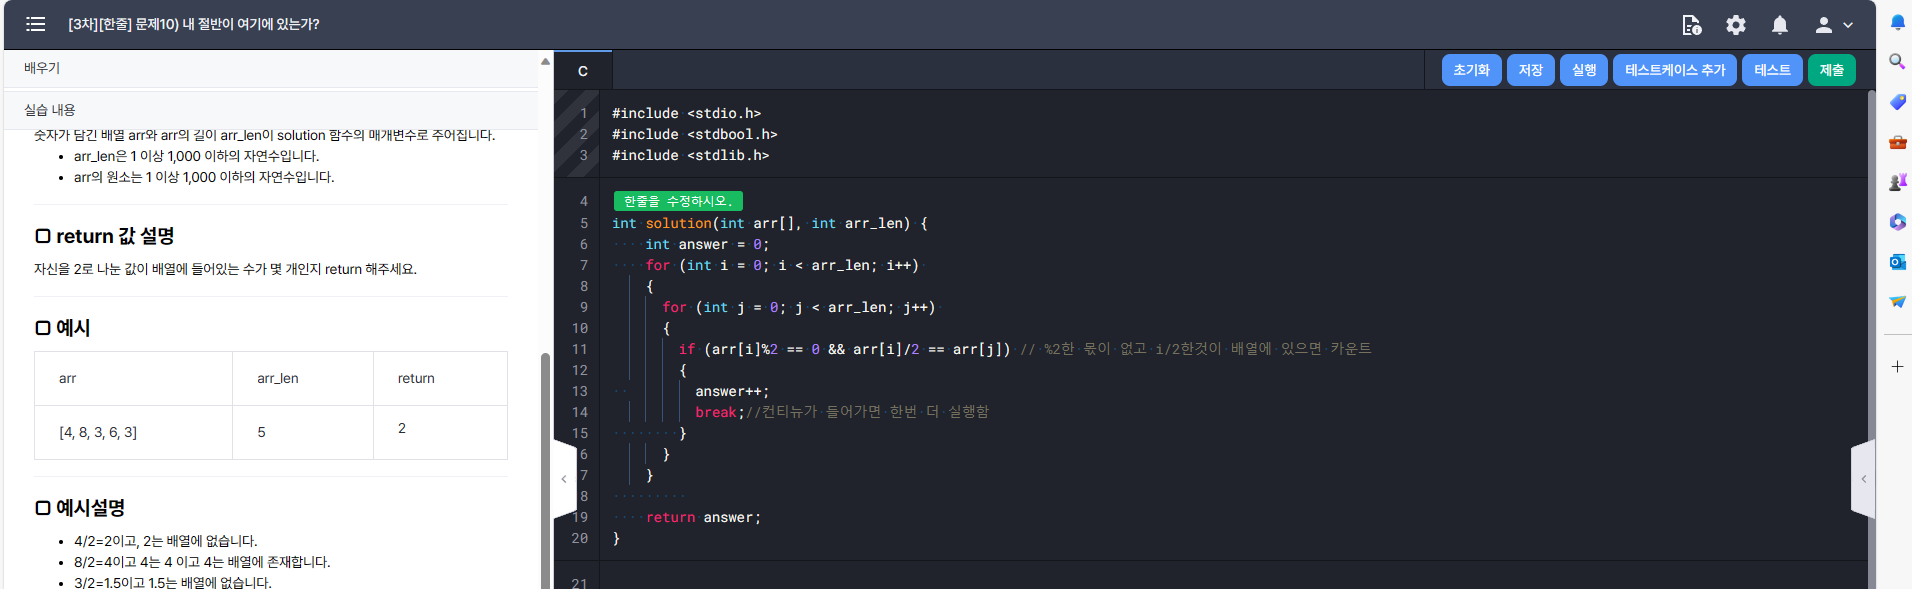 [3차][한줄] 문제10) 내 절반이 여기에 있는가?
배우기
실습 내용
숫자가 담긴 배열 arr와 arr의 길이 arr_len이 solution 함수의 매개변수로 주어집니다.
• arr_len은 1 이상 1,000 이하의 자연수입니다.
• arr의 원소는 1 이상 1,000 이하의 자연수입니다.
return 값 설명
자신을 2로 나눈 값이 배열에 들어있는 수가 몇 개인지 return 해주세요.
예시
arr arr_len return
[4, 8, 3, 6, 3] 5 2
예시설명
• 4/2=2이고, 2는 배열에 없습니다.
• 8/2=4이고 4는 4 이고 4는 배열에 존재합니다.
• 3/2=1.5이고 1.5는 배열에 없습니다.
C
초기화 저장 실행 테스트케이스 추가 테스트 제출
1 #include <stdio.h>
2 #include <stdbool.h>
3 #include <stdlib.h>
4 한줄을 수정하시오.
5 int solution(int arr[], int arr_len) {
6 int answer = 0;
7 for (int i = 0; i < arr_len; i++)
8 {
9 for (int j = 0; j < arr_len; j++)
10 {
11 if (arr[i]%2 == 0 && arr[i]/2 == arr[j]) // %2한 몫이 없고 i/2한것이 배열에 있으면 카운트
12 {
13 answer++;
14 break;//컨티뉴가 들어가면 한번 더 실행함
15 }
6 }
7 }
8
19 return answer;
20 }
21